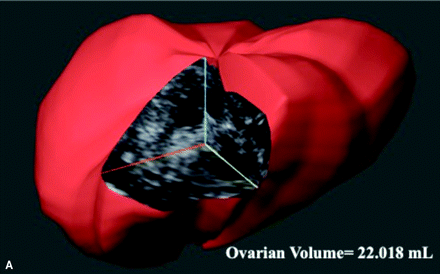 Ovarian Volume= 22.018 mL
A